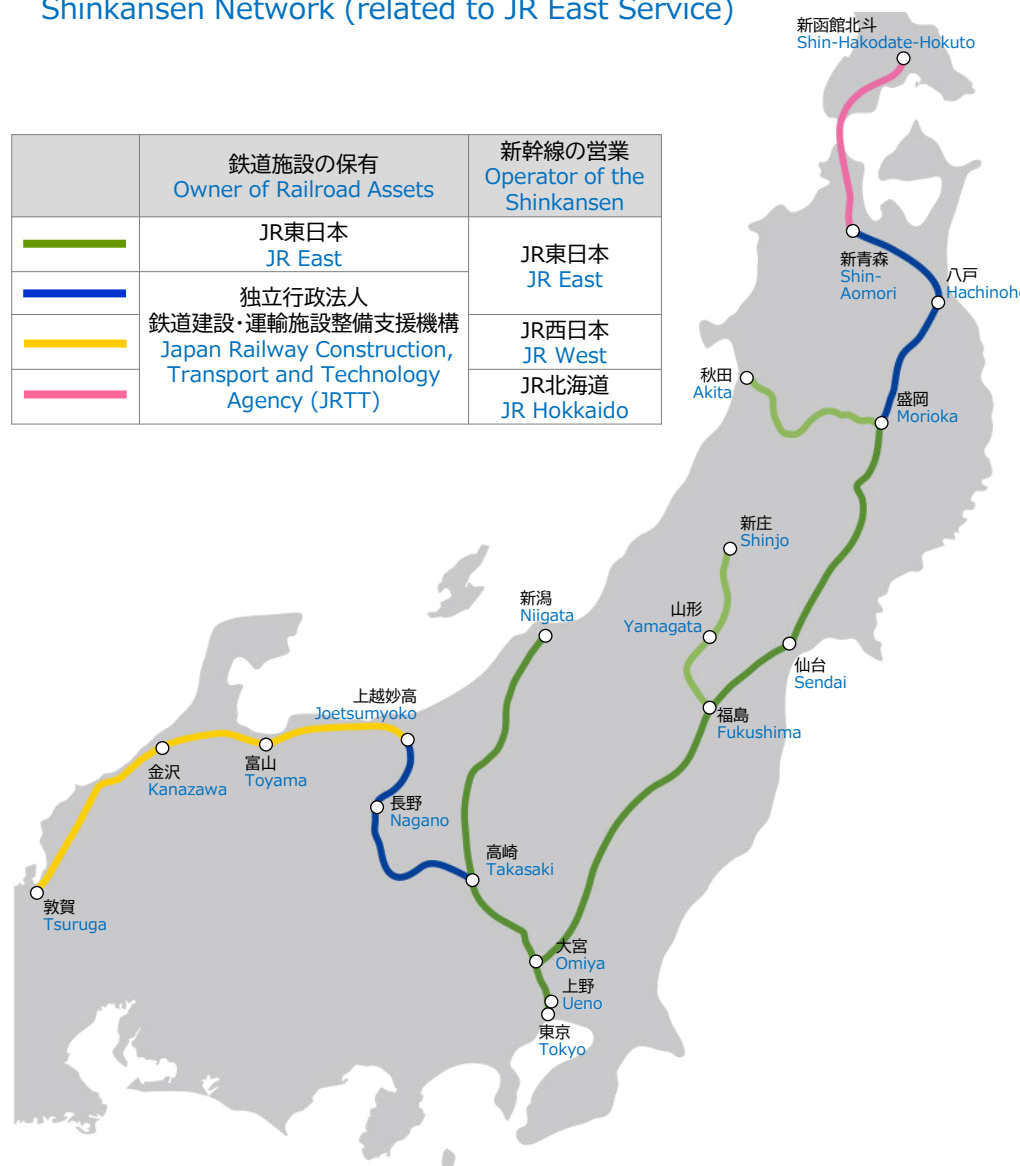 Shinkansen Network (related to JR East Service)
鉄道施設の保有
Owner of Railroad Assets
新幹線の営業
Operator of the
Shinkansen
JR東日本
JR East
JR東日本
JR East
独立行政法人
鉄道建設・運輸施設整備支援機構
Japan Railway Construction,
Transport and Technology
Agency (JRTT)
JR西日本
JR West
JR北海道
JR Hokkaido
新函館北斗
Shin-Hakodate-Hokuto
新青森
Shin-
Aomori
八戸
Hachinohe
秋田
Akita
盛岡
Morioka
新庄
Shinjo
新潟
Niigata
山形
Yamagata
仙台
Sendai
福島
Fukushima
上越妙高
Joetsumyoko
金沢
Kanazawa
富山
Toyama
長野
Nagano
高崎
Takasaki
敦賀
Tsuruga
大宮
Omiya
上野
Ueno
東京
Tokyo